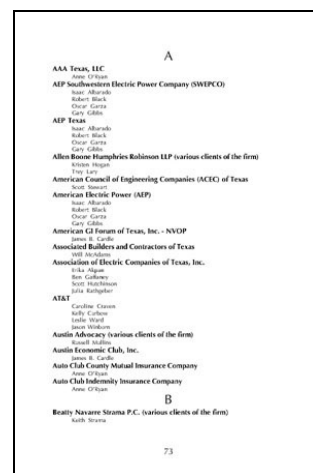 A
AAA Texas, LLC
Anne O'Ryan
AEP Southwestern Electric Power Company (SWEPCO)
Isaac Albarado
Robert Black
Oscar Garza
Gary Gibbs
AEP Texas
Isaac Albarado
Robert Black
Oscar Garza
Gary Gibbs
Allen Boone Humphries Robinson LLP (various clients of the firm)
Kristen Hogan
Trey Lary
American Council of Engineering Companies (ACEC) of Texas
Scott Stewart
American Electric Power (AEP)
Isaac Albarado
Robert Black
Oscar Garza
Gary Gibbs
American GI Forum of Texas, Inc. - NVOP
James B. Cardle
Associated Builders and Contractors of Texas
Will McAdams
Association of Electric Companies of Texas, Inc.
Erika
Ben
Scott Hutchinson
Julia Rathgeber
AT&T
Caroline Craven
Kelly Curbow
Leslie Ward
Jason Winborn
Austin Advocacy (various clients of the firm)
Russell Mullins
Austin Economic Club, Inc.
James B. Cardle
Auto Club County Mutual Insurance Company
Anne O'Ryan
Auto Club Indemnity Insurance Company
Anne O'Ryan
B
Beatty Navarre Strama P.C. (various clients of the firm)
Keith Strama
73